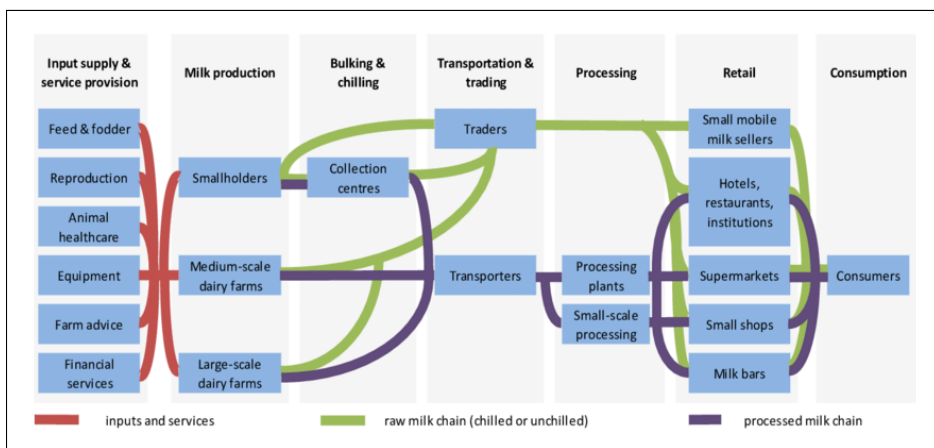 Input supply &
service provision
Milk production
Bulking &
chilling
Transportation &
trading
Processing
Retail
Consumption
Feed & fodder
Reproduction
Animal
healthcare
Equipment
Farm advice
Financial
services
Smallholders
Medium-scale
dairy farms
Large-scale
dairy farms
Collection
centres
Traders
Transporters
Processing
plants
Small-scale
processing
Small mobile
milk sellers
Hotels,
restaurants,
institutions
Supermarkets
Small shops
Milk bars
Consumers
inputs and services
raw milk chain (chilled or unchilled)
processed milk chain